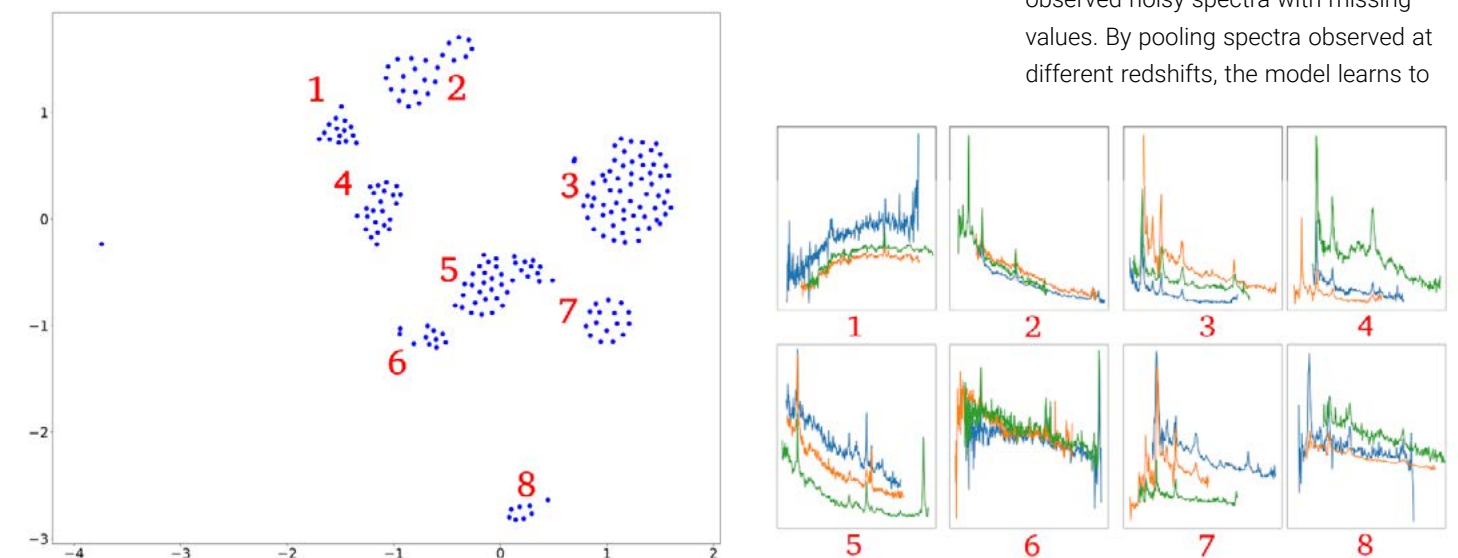 observed noisy spectra with missing
values. By pooling spectra observed at
different redshifts, the model learns to
1
2
3
4
5
6
7
8
1
0
−1
−2
−3
−4 −3 −2 −1 0 1 2
1 2 3 4
5 6 7 8